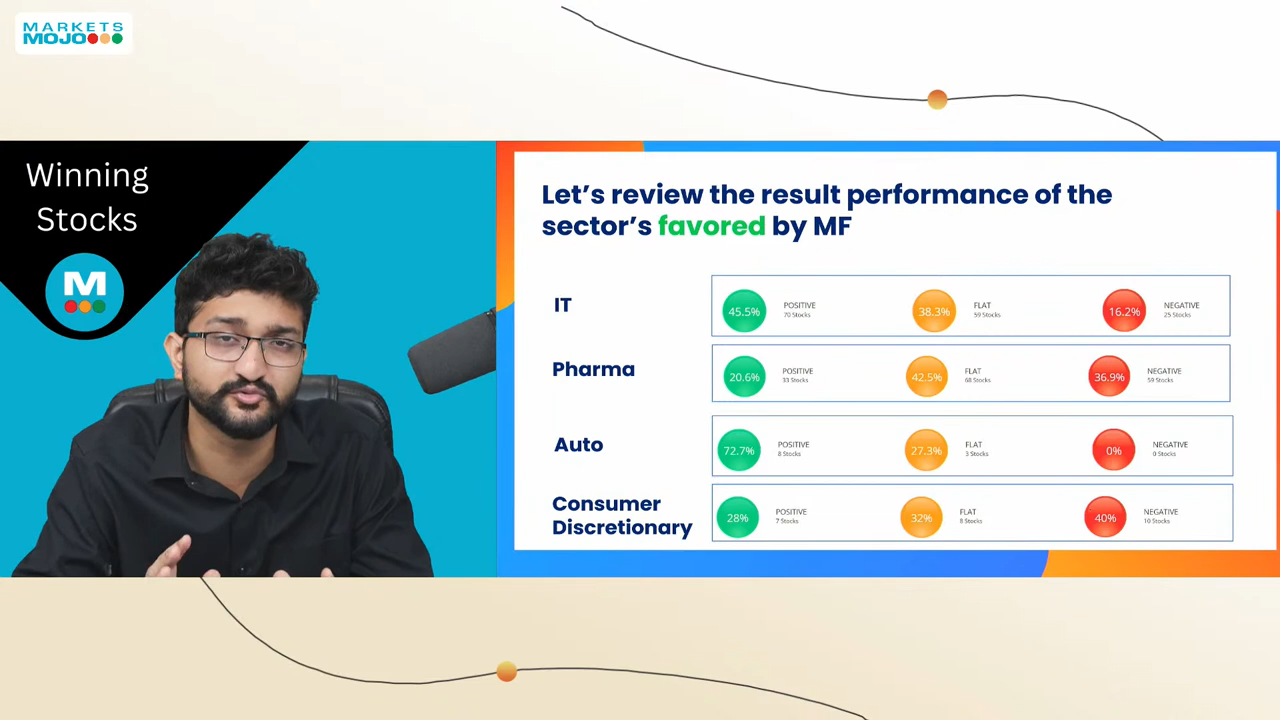 MARKETS
MOJO
Winning
Stocks
M
Let's review the result performance of the
sector's favored by MF
IT
45.5%
POSITIVE
70 Stocks
38.3%
FLAT
59 Stocks
16.2%
NEGATIVE
25 Stocks
Pharma
20.6%
POSITIVE
33 Stocks
42.5%
FLAT
68 Stocks
36.9%
NEGATIVE
59 Stocks
Auto
72.7%
POSITIVE
8 Stocks
27.3%
FLAT
3 Stocks
0%
NEGATIVE
0 Stocks
Consumer
Discretionary
28%
POSITIVE
7 Stocks
32%
FLAT
8 Stocks
40%
NEGATIVE
10 Stocks